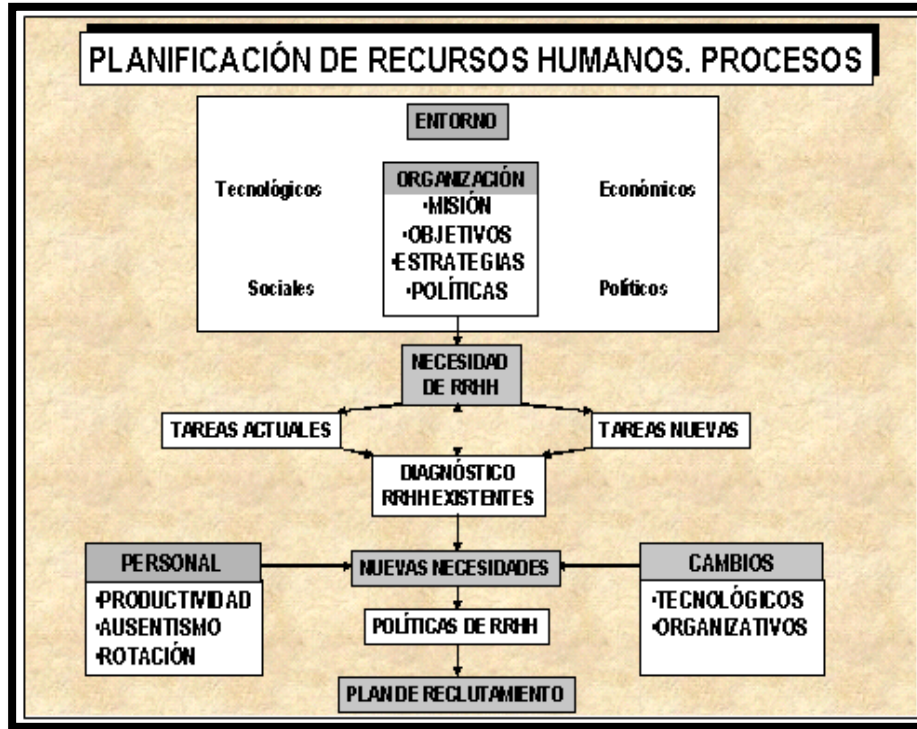 PLANIFICACIÓN DE RECURSOS HUMANOS. PROCESOS
ENTORNO
Tecnológicos
ORGANIZACIÓN
•MISIÓN
•OBJETIVOS
•ESTRATEGIAS
•POLÍTICAS
Económicos
Sociales
Políticos
NECESIDAD
DE RRHH
TAREAS ACTUALES
TAREAS NUEVAS
DIAGNÓSTICO
RRHH EXISTENTES
PERSONAL
•PRODUCTIVIDAD
•AUSENTISMO
•ROTACIÓN
NUEVAS NECESIDADES
CAMBIOS
•TECNOLÓGICOS
•ORGANIZATIVOS
POLÍTICAS DE RRHH
PLAN DE RECLUTAMIENTO